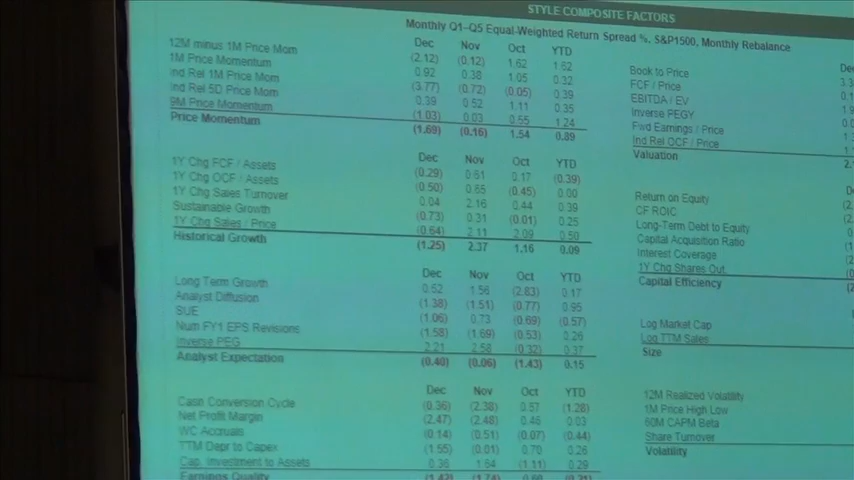 STYLE COMPOSITE FACTORS
Monthly Q1–Q5 Equal-Weighted Return Spread %, S&P1500, Monthly Rebalance
Dec Nov Oct YTD
12M minus 1M Price Mom (2.12) (0.12) 1.62 1.62
1M Price Momentum 0.92 0.38 1.05 0.32
Ind Rel 1M Price Mom (3.77) (0.72) (0.05) 0.39
Ind Rel 5D Price Mom 0.39 0.52 1.11 0.35
9M Price Momentum (1.03) 0.03 0.55 1.24
Price Momentum (1.69) (0.16) 1.54 0.89
Dec Nov Oct YTD
1Y Chg FCF / Assets (0.29) 0.61 0.17 (0.39)
1Y Chg OCF / Assets (0.50) 0.65 (0.45) 0.00
1Y Chg Sales Turnover 0.04 2.16 0.44 0.39
Sustainable Growth (0.73) 0.31 (0.01) 0.25
1Y Chg Sales / Price (0.64) 2.11 2.09 0.50
Historical Growth (1.25) 2.37 1.16 0.09
Dec Nov Oct YTD
Long Term Growth 0.52 1.56 (2.83) 0.17
Analyst Diffusion (1.38) (1.51) (0.77) 0.95
SUE (1.06) 0.73 (0.69) (0.57)
Num FY1 EPS Revisions (1.58) (1.69) (0.53) 0.26
Inverse PEG 2.21 2.58 (0.32) 0.37
Analyst Expectation (0.40) (0.06) (1.43) 0.15
Dec Nov Oct YTD
Cash Conversion Cycle (0.36) (2.38) 0.57 (1.28)
Net Profit Margin (2.47) (2.48) 0.46 0.03
WC Accruals (0.14) (0.51) (0.07) (0.44)
TTM Depr to Capex (1.55) (0.01) 0.70 0.26
Cap. Investment to Assets 0.36 1.64 (1.11) 0.29
Earnings Quality
Book to Price
FCF / Price
EBITDA / EV
Inverse PEGY
Fwd Earnings / Price
Ind Rel OCF / Price
Valuation
Return on Equity
CF ROIC
Long-Term Debt to Equity
Capital Acquisition Ratio
Interest Coverage
1Y Chg Shares Out.
Capital Efficiency
Log Market Cap
Log TTM Sales
Size
12M Realized Volatility
1M Price High Low
60M CAPM Beta
Share Turnover
Volatility